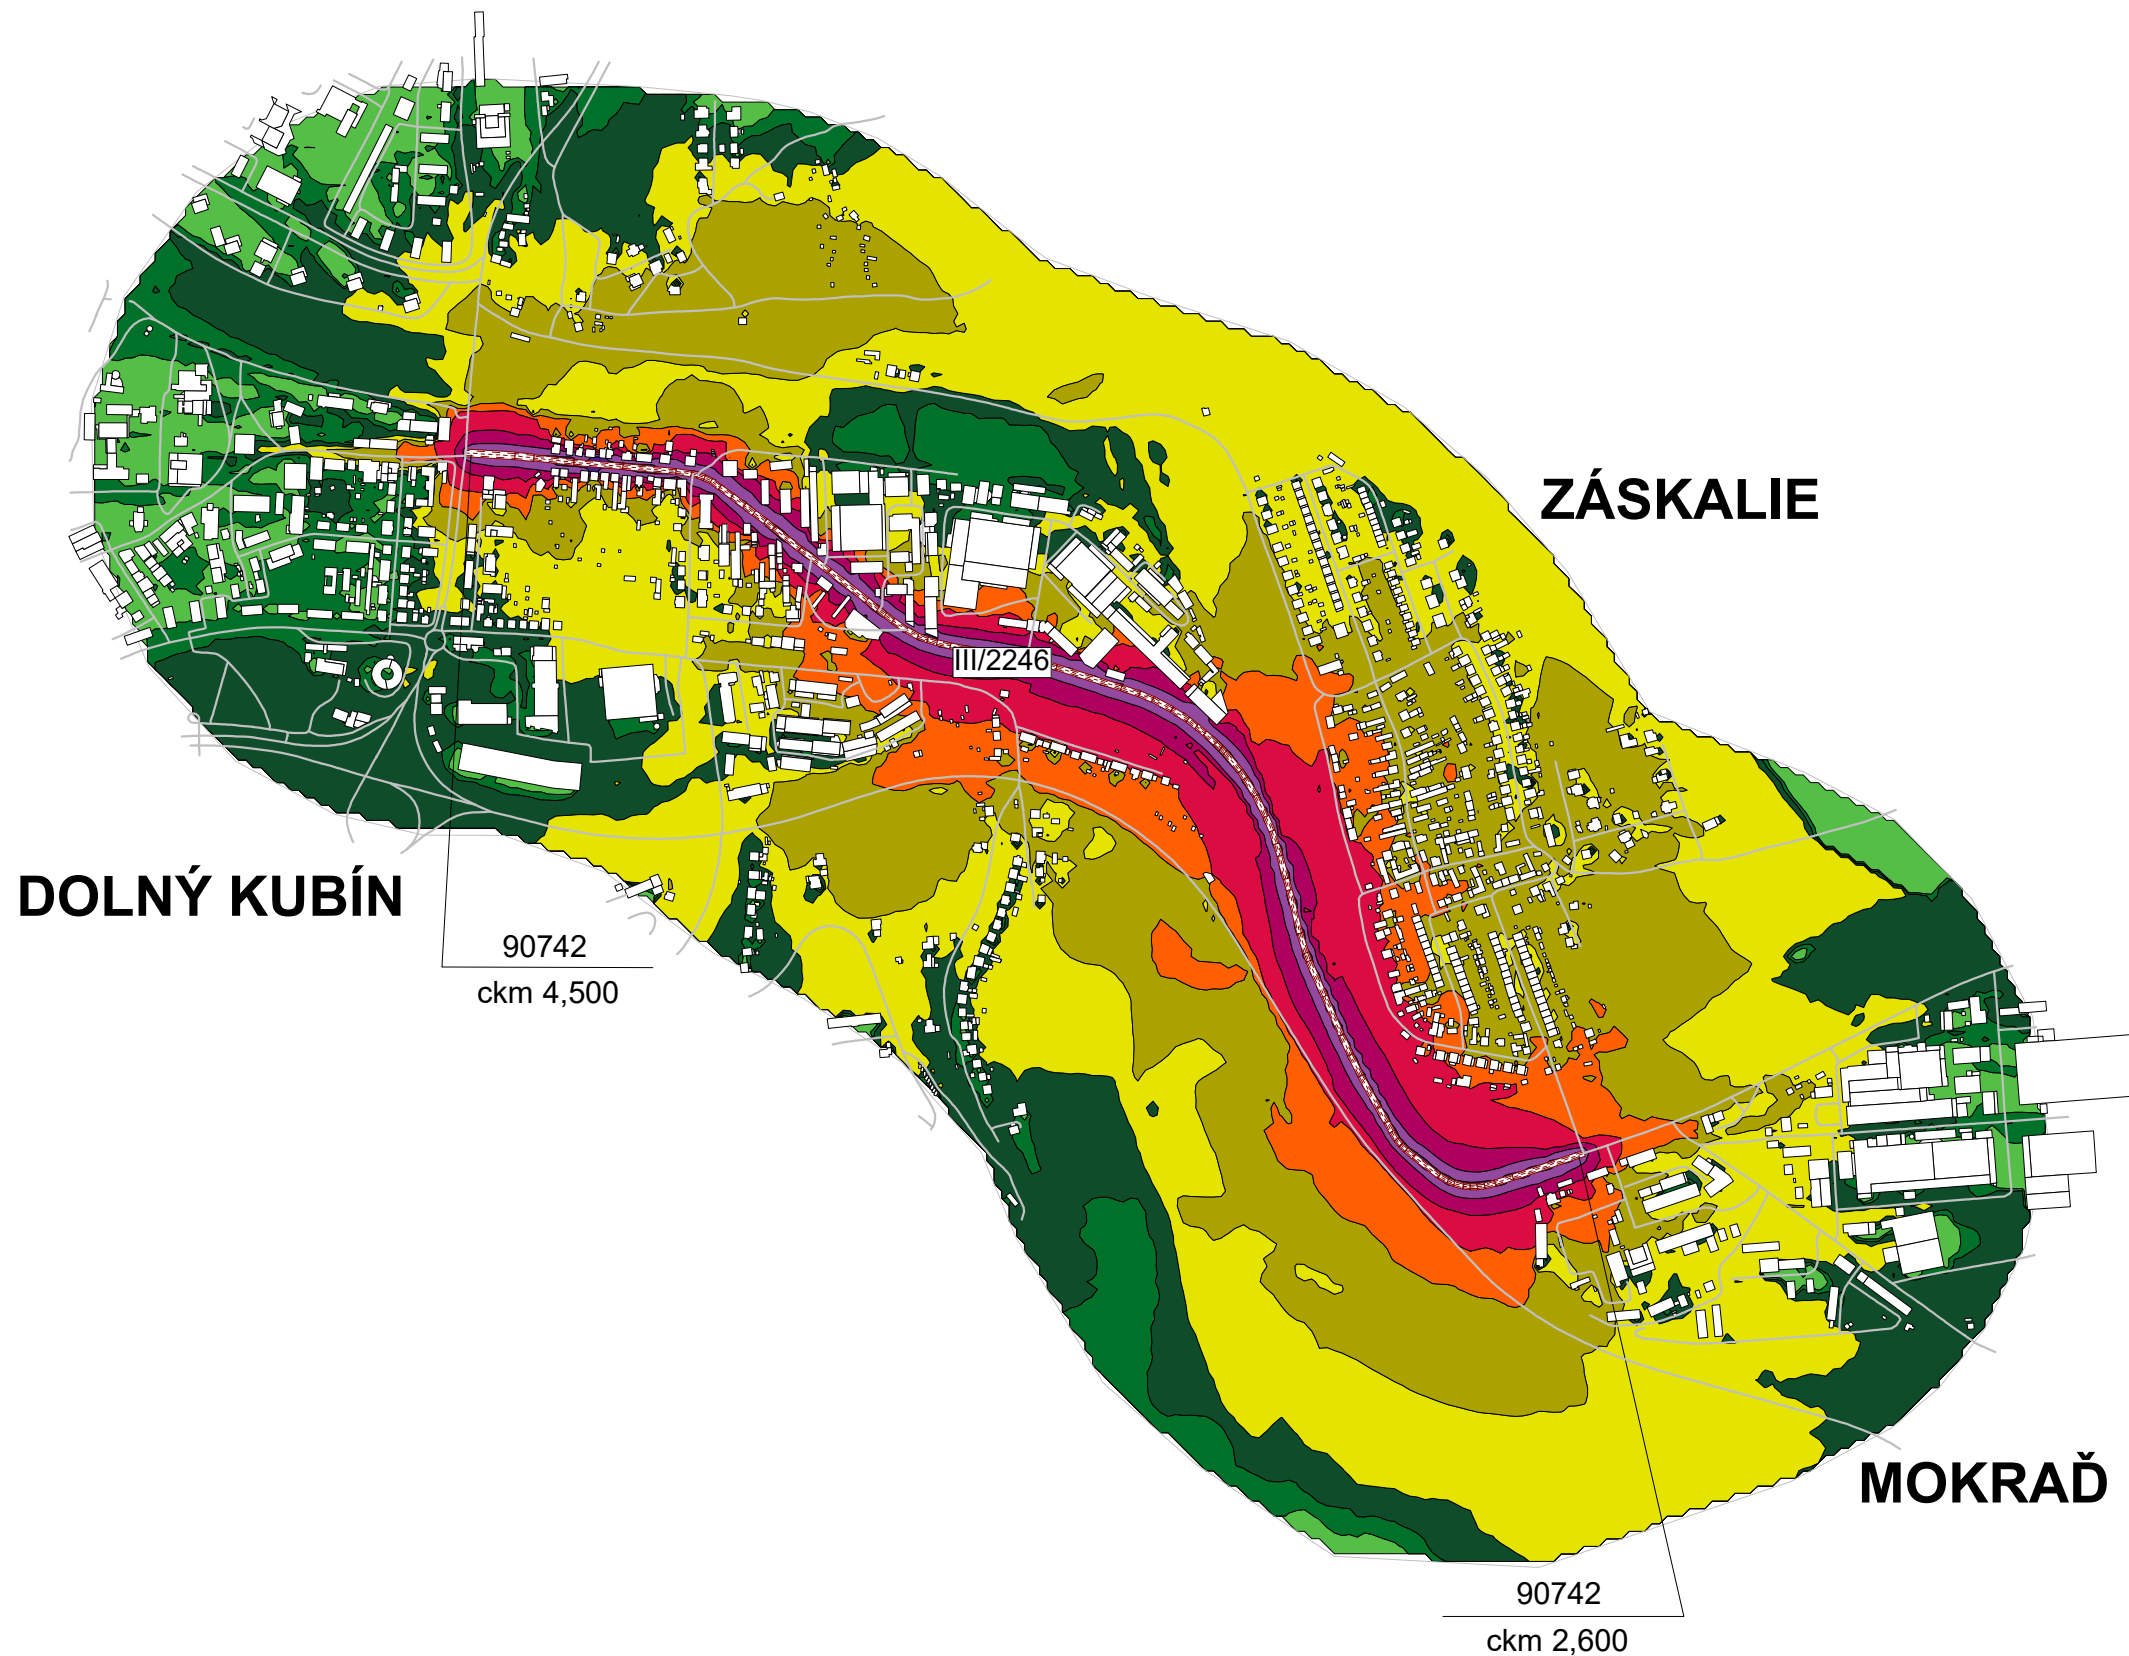 ZÁSKALIE
III/2246
DOLNÝ KUBÍN
90742
ckm 4,500
MOKRAĎ
90742
ckm 2,600